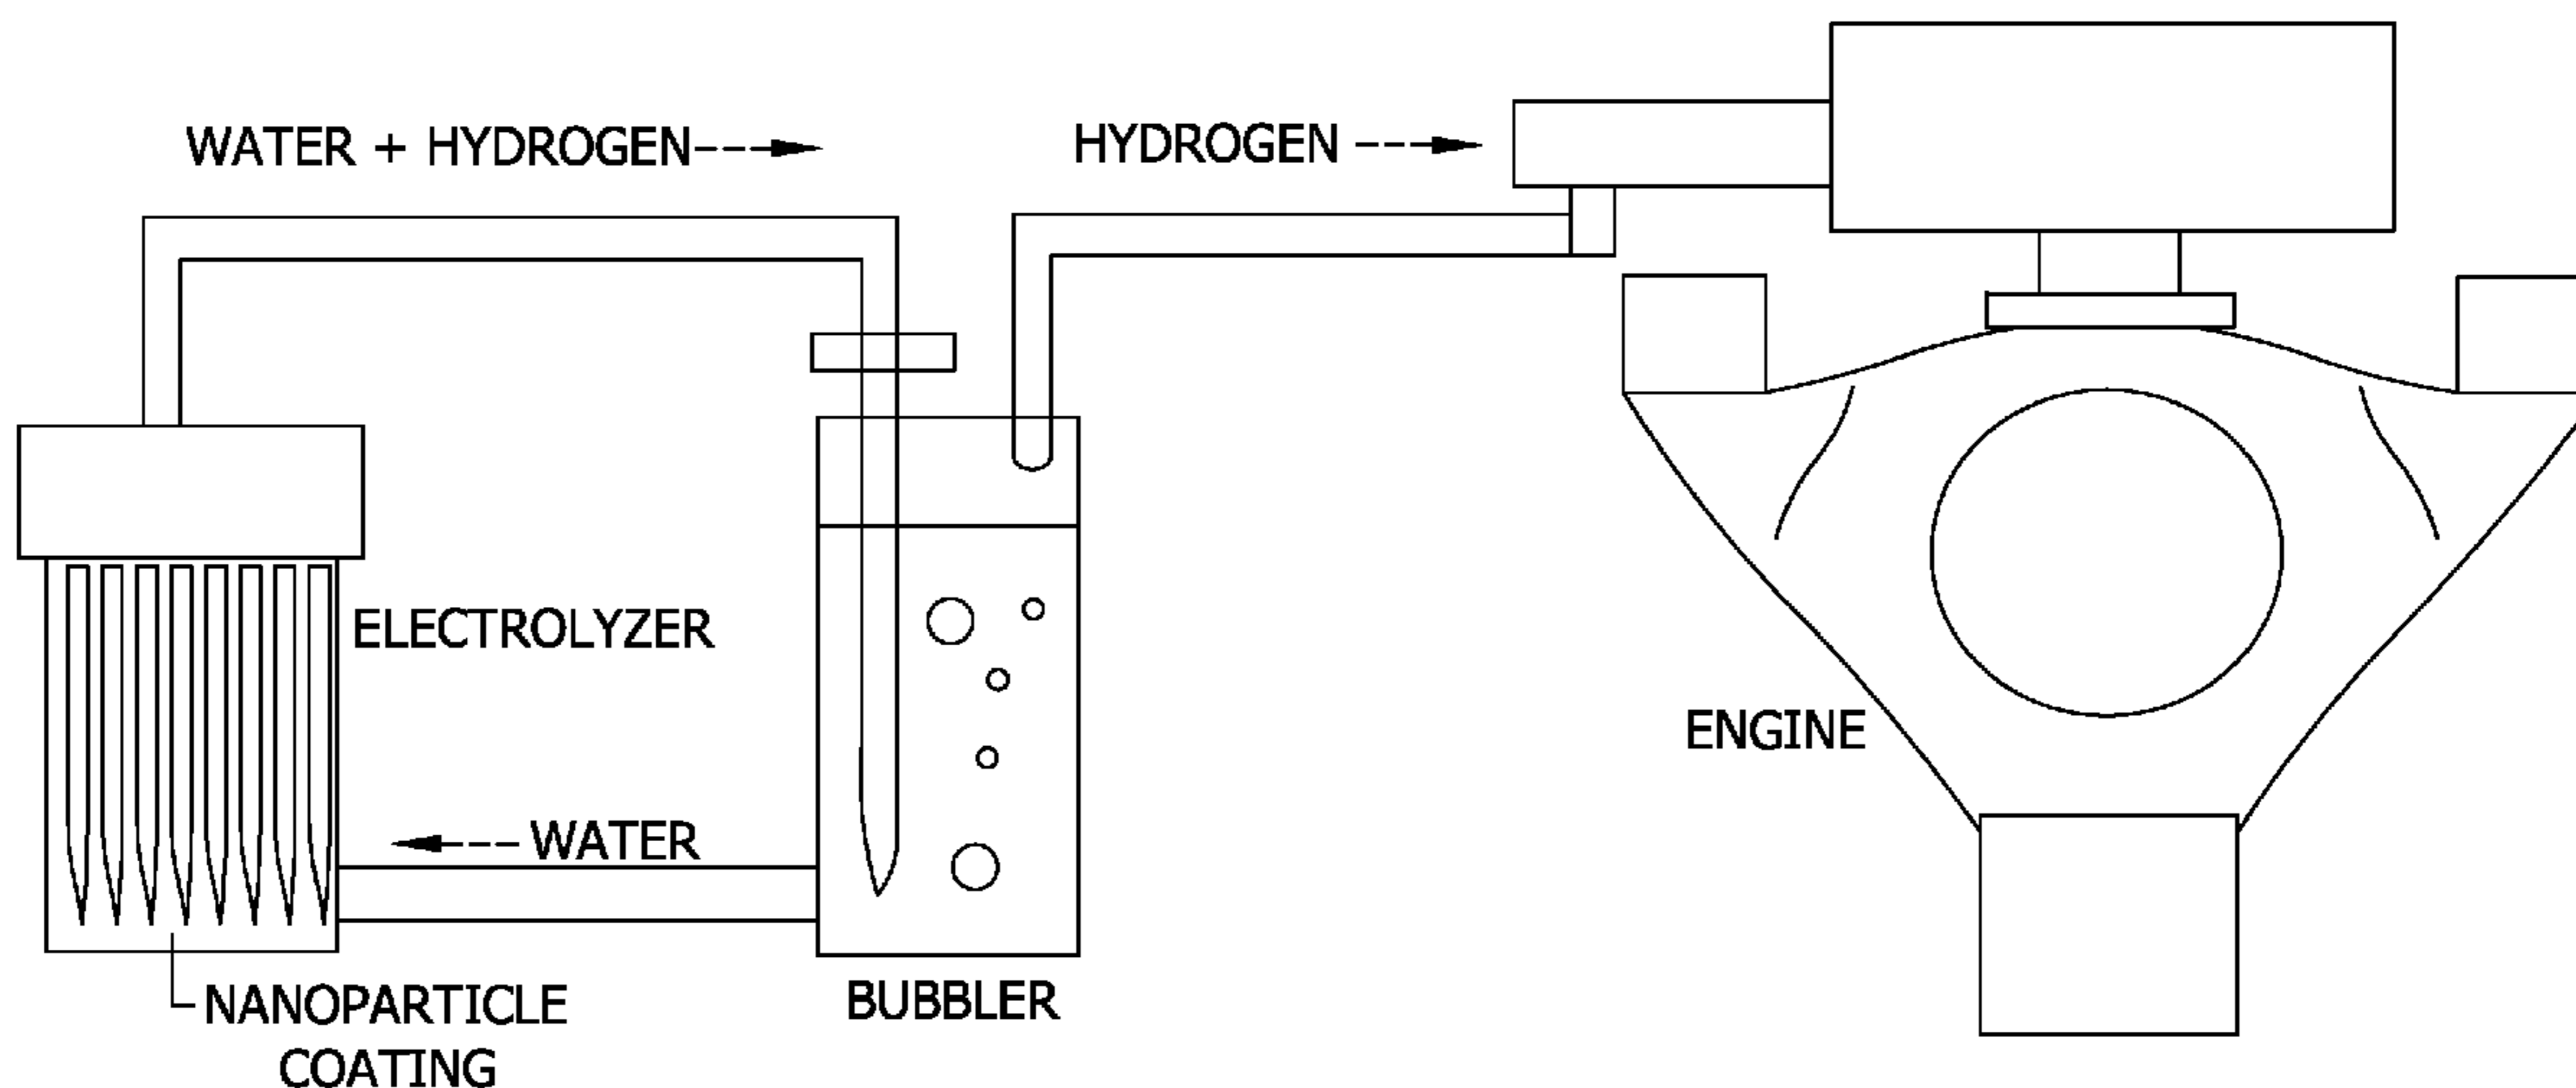 WATER + HYDROGEN
HYDROGEN
ELECTROLYZER
ENGINE
WATER
NANOPARTICLE
COATING
BUBBLER